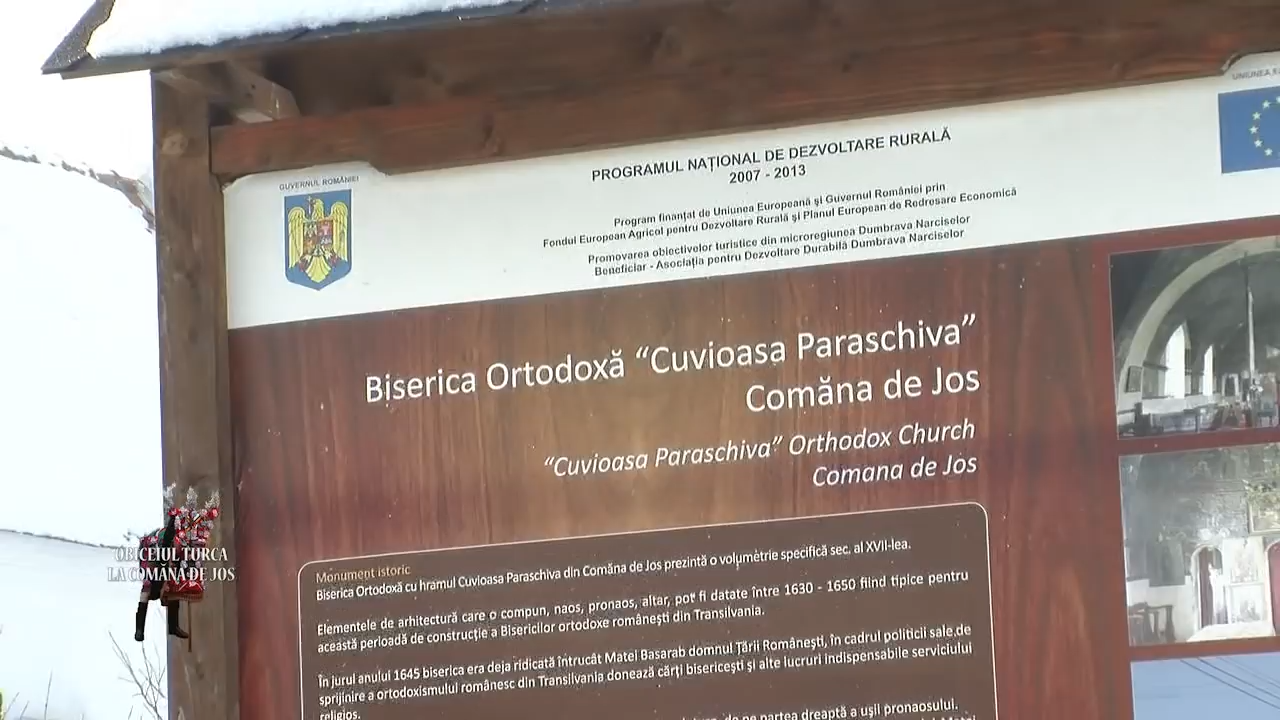 UNIUNEA
GUVERNUL ROMÂNIEI
PROGRAMUL NAȚIONAL DE DEZVOLTARE RURALĂ
2007 - 2013
Program finanțat de Uniunea Europeană și Guvernul României prin
Fondul European Agricol pentru Dezvoltare Rurală și Planul European de Redresare Economică
Promovarea obiectivelor turistice din microregiunea Dumbrava Narciselor
Beneficiar - Asociația pentru Dezvoltare Durabilă Dumbrava Narciselor
Biserica Ortodoxă “Cuvioasa Paraschiva”
Comăna de Jos
“Cuvioasa Paraschiva” Orthodox Church
Comana de Jos
Monument istoric
Biserica Ortodoxă cu hramul Cuvioasa Paraschiva din Comăna de Jos prezintă o volumetrie specifică sec. al XVII-lea.
Elementele de arhitectură care o compun, naos, pronaos, altar, pot fi datate între 1630 - 1650 fiind tipice pentru
această perioadă de construcție a Bisericilor ortodoxe românești din Transilvania.
În jurul anului 1645 biserica era deja ridicată întrucât Matei Basarab domnul Țării Românești, în cadrul politicii sale de
sprijinire a ortodoxismului românesc din Transilvania donează cărți bisericești și alte lucruri indispensabile serviciului
religios.
de pe partea dreaptă a ușii pronaosului.
OBICEIUL TURCA
LA COMĂNA DE JOS